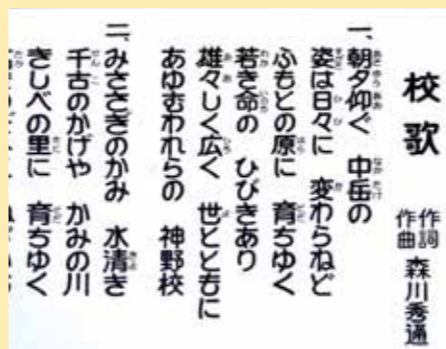 校歌
作詞
作曲 森川秀通
一、朝夕仰ぐ 中岳の
姿は日々に 変わらねど
ふもとの原に 育ちゆく
若き命の ひびきあり
雄々しく広く 世とともに
あゆむわれらの 神野校
二、みささぎのかみ 水清き
千古のかげや かみの川
きしべの里に 育ちゆく